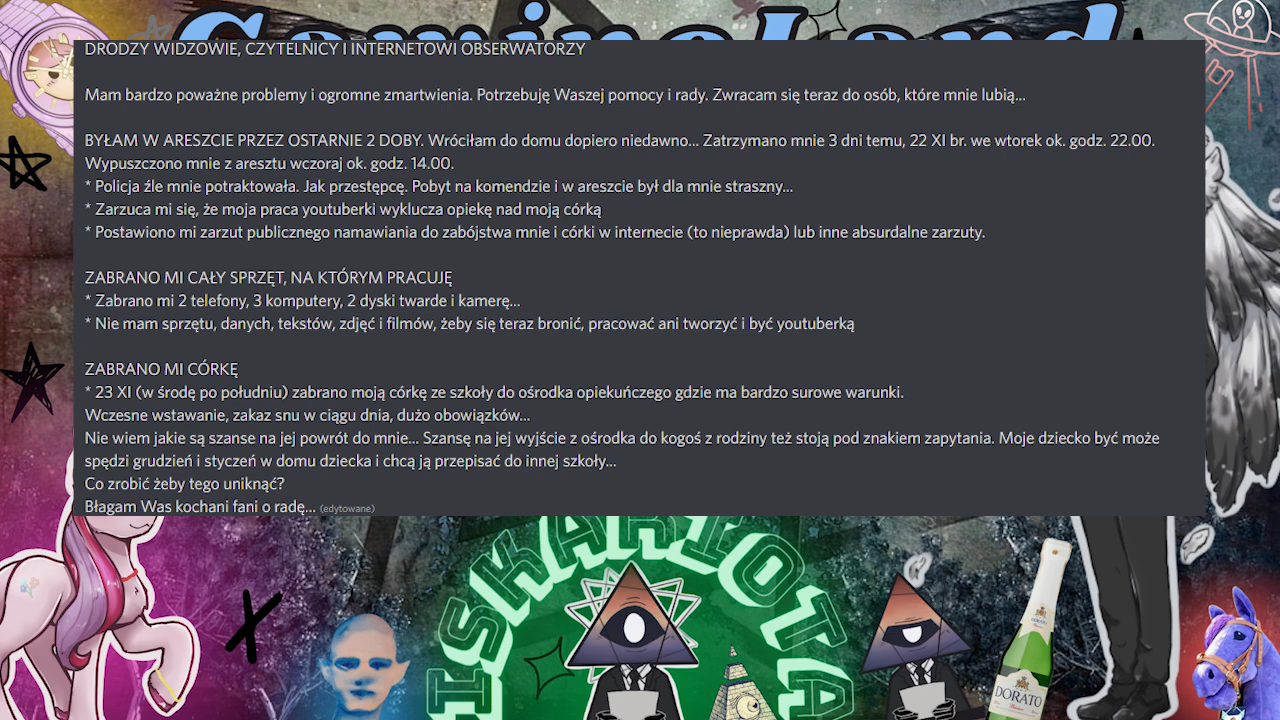 GamingLand
DRODZY WIDZOWIE, CZYTELNICY I INTERNETOWI OBSERWATORZY
Mam bardzo poważne problemy i ogromne zmartwienia. Potrzebuję Waszej pomocy i rady. Zwracam się teraz do osób, które mnie lubią...
BYŁAM W ARESZCIE PRZEZ OSTARNIE 2 DOBY. Wróciłam do domu dopiero niedawno... Zatrzymano mnie 3 dni temu, 22 XI br. we wtorek ok. godz. 22.00.
Wypuszczono mnie z aresztu wczoraj ok. godz. 14.00.
* Policja źle mnie potraktowała. Jak przestępcę. Pobyt na komendzie i w areszcie był dla mnie straszny...
* Zarzuca mi się, że moja praca youtuberki wyklucza opiekę nad moją córką
* Postawiono mi zarzut publicznego namawiania do zabójstwa mnie i córki w internecie (to nieprawda) lub inne absurdalne zarzuty.
ZABRANO MI CAŁY SPRZĘT, NA KTÓRYM PRACUJĘ
* Zabrano mi 2 telefony, 3 komputery, 2 dyski twarde i kamerę...
* Nie mam sprzętu, danych, tekstów, zdjęć i filmów, żeby się teraz bronić, pracować ani tworzyć i być youtuberką
ZABRANO MI CÓRKĘ
* 23 XI (w środę po południu) zabrano moją córkę ze szkoły do ośrodka opiekuńczego gdzie ma bardzo surowe warunki.
Wczesne wstawanie, zakaz snu w ciągu dnia, dużo obowiązków...
Nie wiem jakie są szanse na jej powrót do mnie... Szansę na jej wyjście z ośrodka do kogoś z rodziny też stoją pod znakiem zapytania. Moje dziecko być może
spędzi grudzień i styczeń w domu dziecka i chcą ją przepisać do innej szkoły...
Co zrobić żeby tego uniknąć?
Błagam Was kochani fani o radę... (edytowane)
ISKARIOTA
DORATO